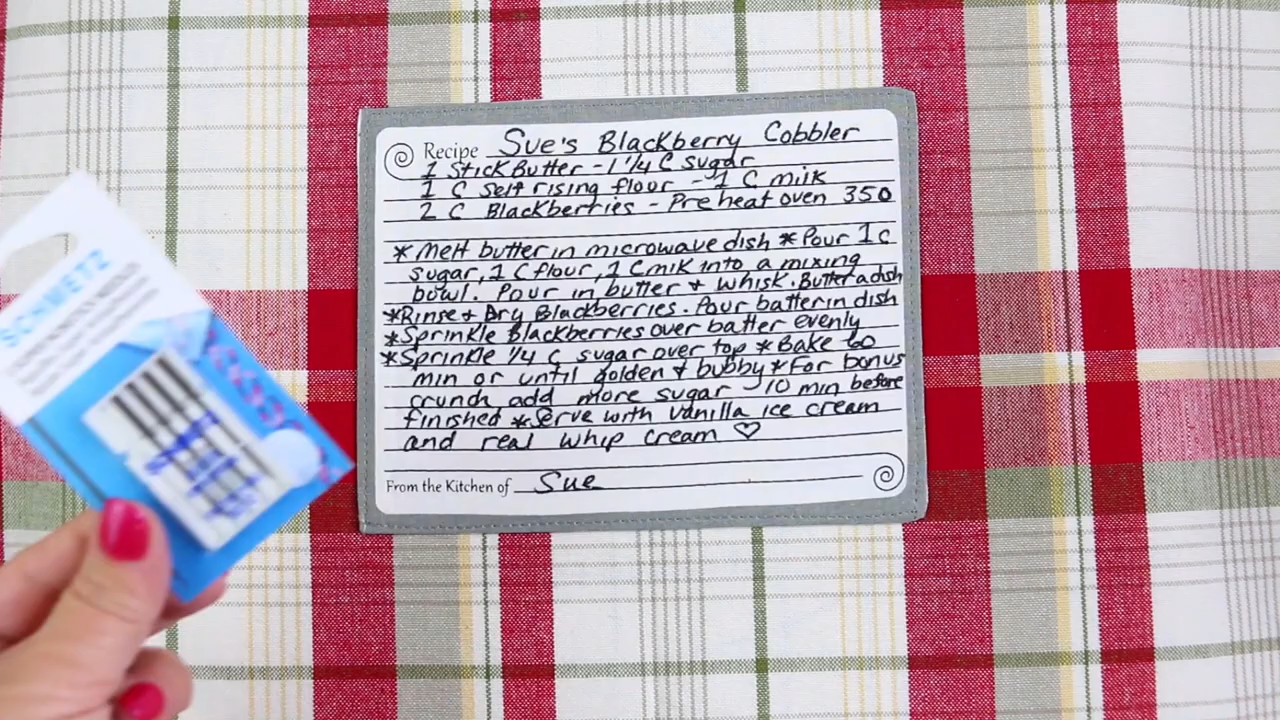 SCHMETZ
Recipe Sue's Blackberry Cobbler
1 Stick Butter - 1 1/4 C sugar
1 C self rising flour - 1 C milk
2 C Blackberries - Preheat oven 350
* Melt butter in microwave dish * Pour 1 c
sugar, 1 C flour, 1 C milk into a mixing
bowl. Pour in butter + whisk. Butter a dish
* Rinse + Dry Blackberries. Pour batter in dish
* Sprinkle Blackberries over batter evenly
* Sprinkle 1/4 C sugar over top * Bake 60
min or until golden + bubby * For bonus
crunch add more sugar - 10 min before
finished * Serve with vanilla ice cream
and real whip cream ♡
From the Kitchen of Sue